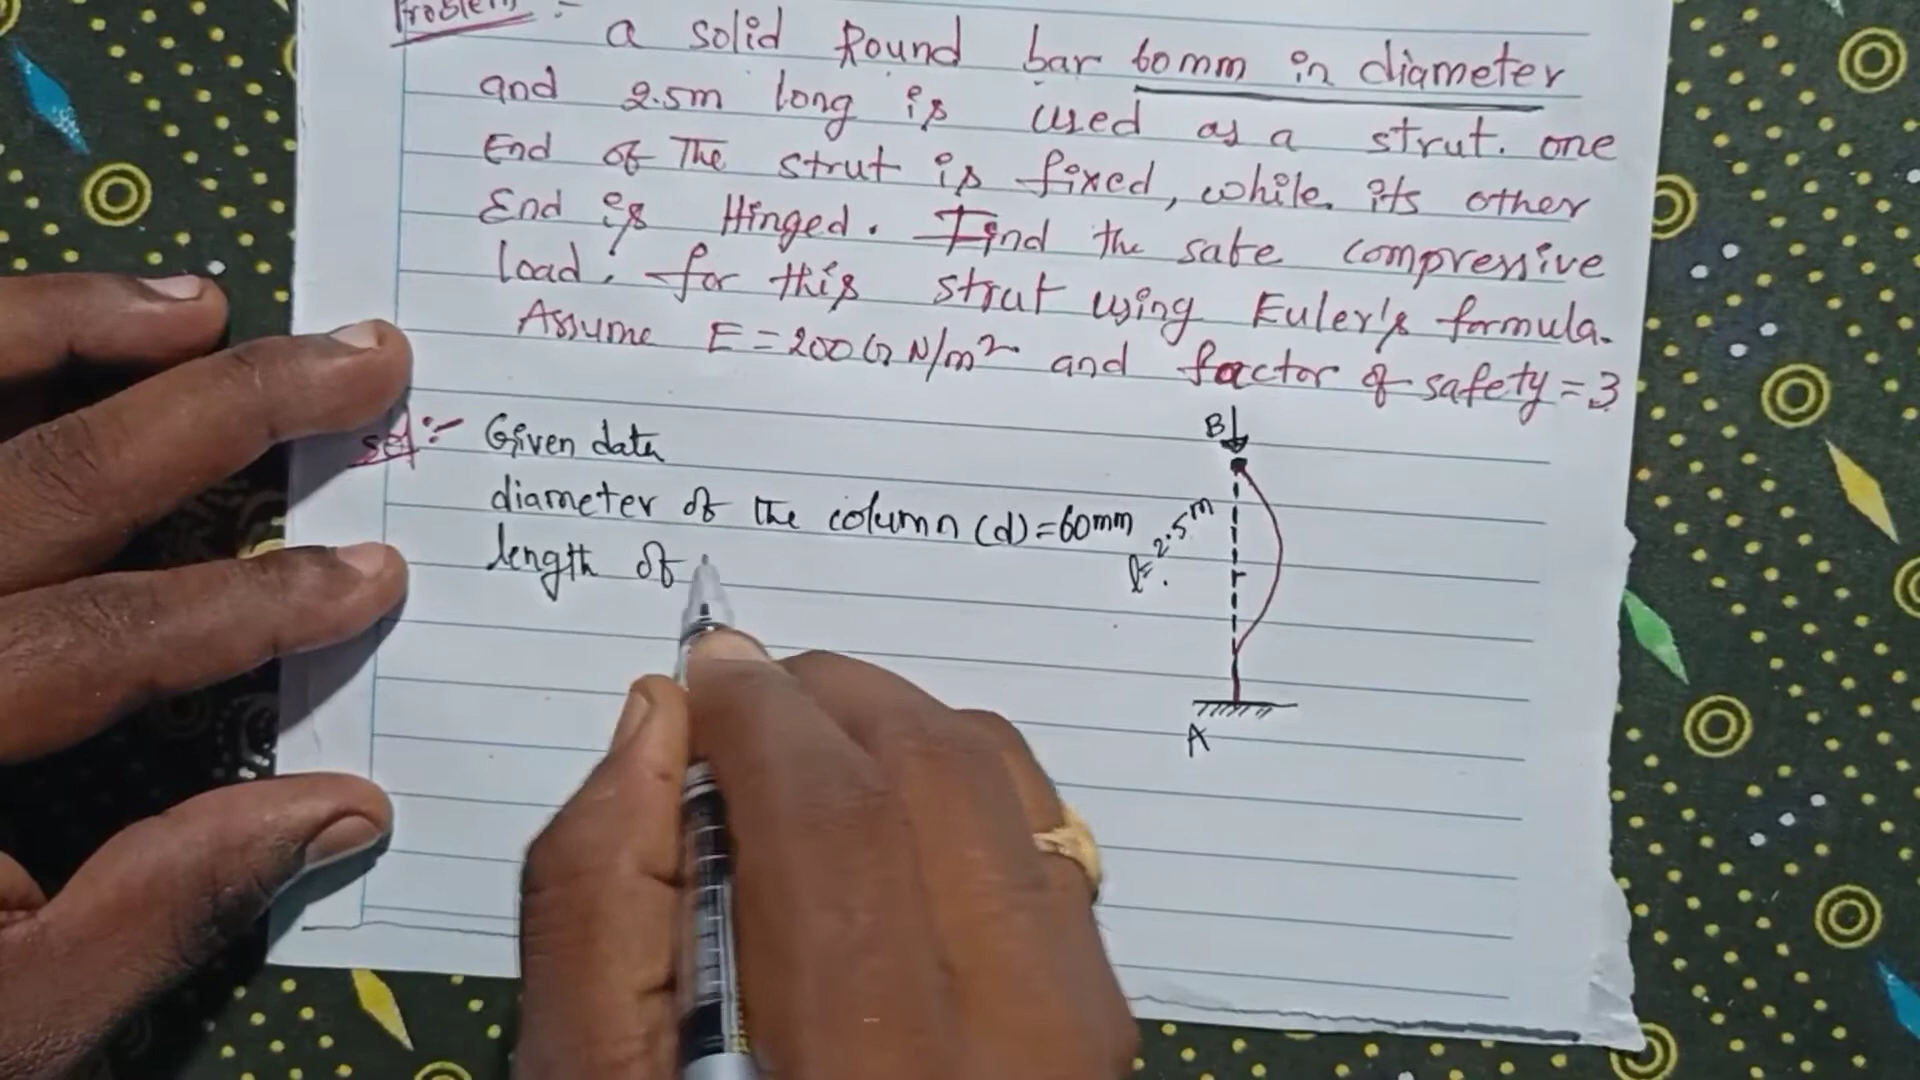 Problem :-
a solid Round bar 60mm in diameter
and 2.5m long is used as a strut. one
End of The strut is fixed, while its other
End is Hinged. Find the safe compressive
load, for this strut using Euler's formula.
Assume E=200GN/m² and factor of safety=3
Sol:- Given data
diameter of the column (d)=60mm
length of
B
l=2.5m
A